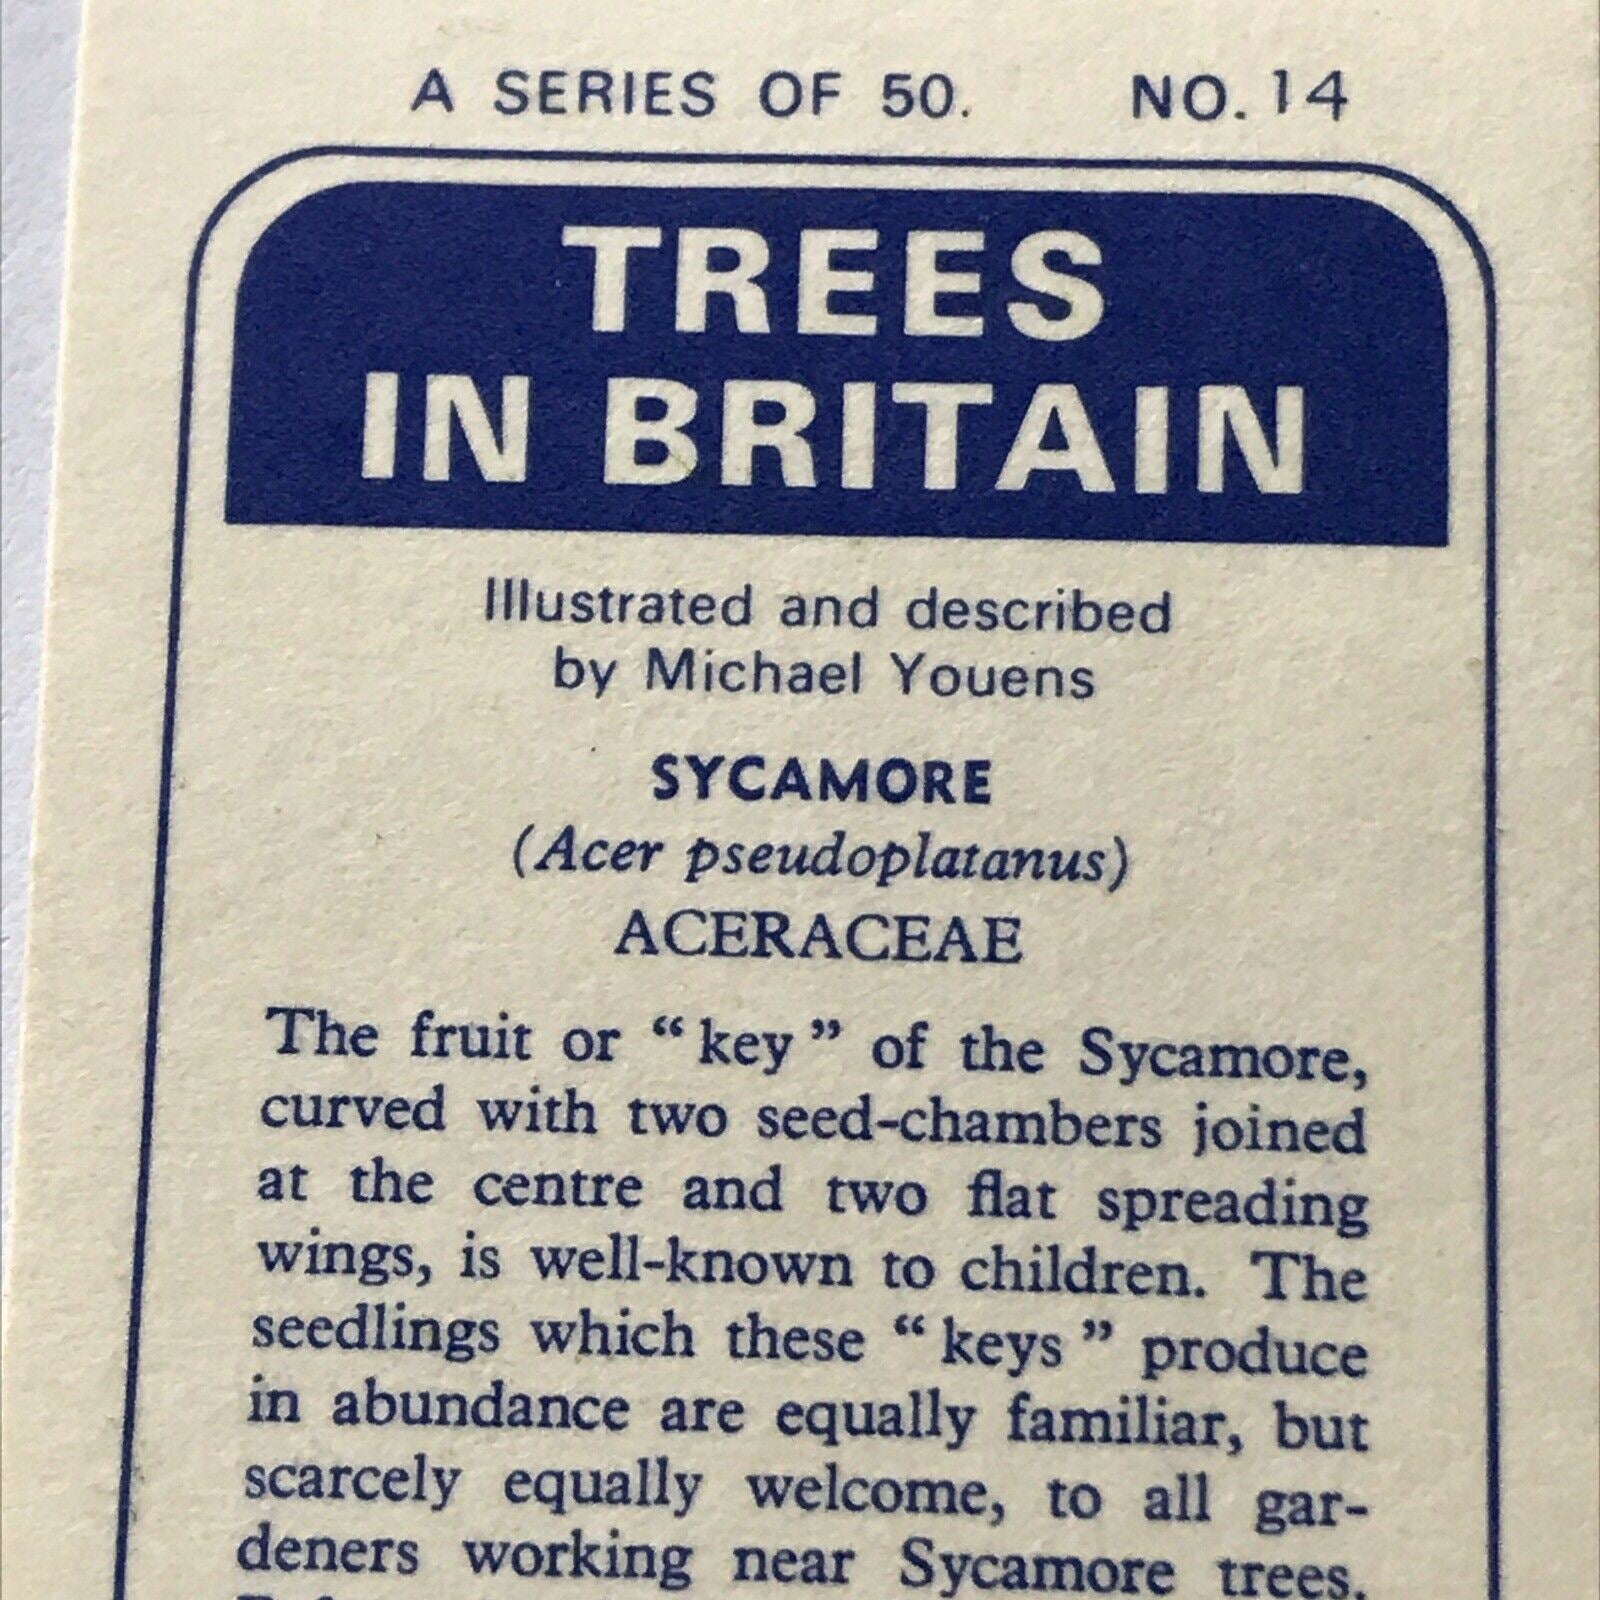 A SERIES OF 50. NO. 14
TREES
IN BRITAIN
Illustrated and described
by Michael Youens
SYCAMORE
(Acer pseudoplatanus)
ACERACEAE
The fruit or “ key ” of the Sycamore,
curved with two seed-chambers joined
at the centre and two flat spreading
wings, is well-known to children. The
seedlings which these “ keys ” produce
in abundance are equally familiar, but
scarcely equally welcome, to all gar-
deners working near Sycamore trees.